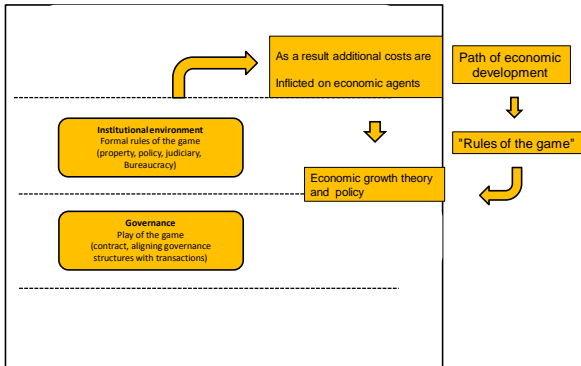 As a result additional costs are
Inflicted on economic agents
Path of economic
development
Institutional environment
Formal rules of the game
(property, policy, judiciary,
Bureaucracy)
"Rules of the game"
Economic growth theory
and policy
Governance
Play of the game
(contract, aligning governance
structures with transactions)